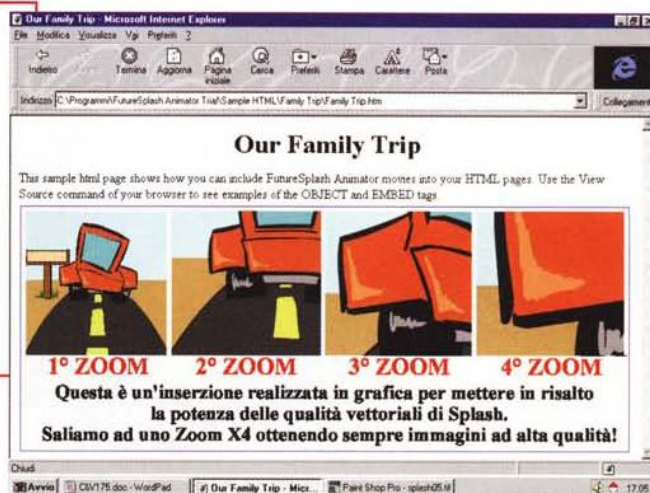 Our Family Trip - Microsoft Internet Explorer
File Modifica Visualizza Vai Preferiti ?
Indietro Termina Aggiorna Pagina iniziale Cerca Preferiti Stampa Carattere Posta
Indirizzo C:\Programmi\FutureSplash Animator Trial\Sample HTML\Family Trip\Family Trip.htm Collegamenti
Our Family Trip
This sample html page shows how you can include FutureSplash Animator movies into your HTML pages. Use the View
Source command of your browser to see examples of the OBJECT and EMBED tags
1° ZOOM 2° ZOOM 3° ZOOM 4° ZOOM
Questa è un'inserzione realizzata in grafica per mettere in risalto
la potenza delle qualità vettoriali di Splash.
Saliamo ad uno Zoom X4 ottenendo sempre immagini ad alta qualità!
Chiudi
Avvio C&V175.doc - WordPad Our Family Trip - Micr... Paint Shop Pro - splash05.tif 17.05